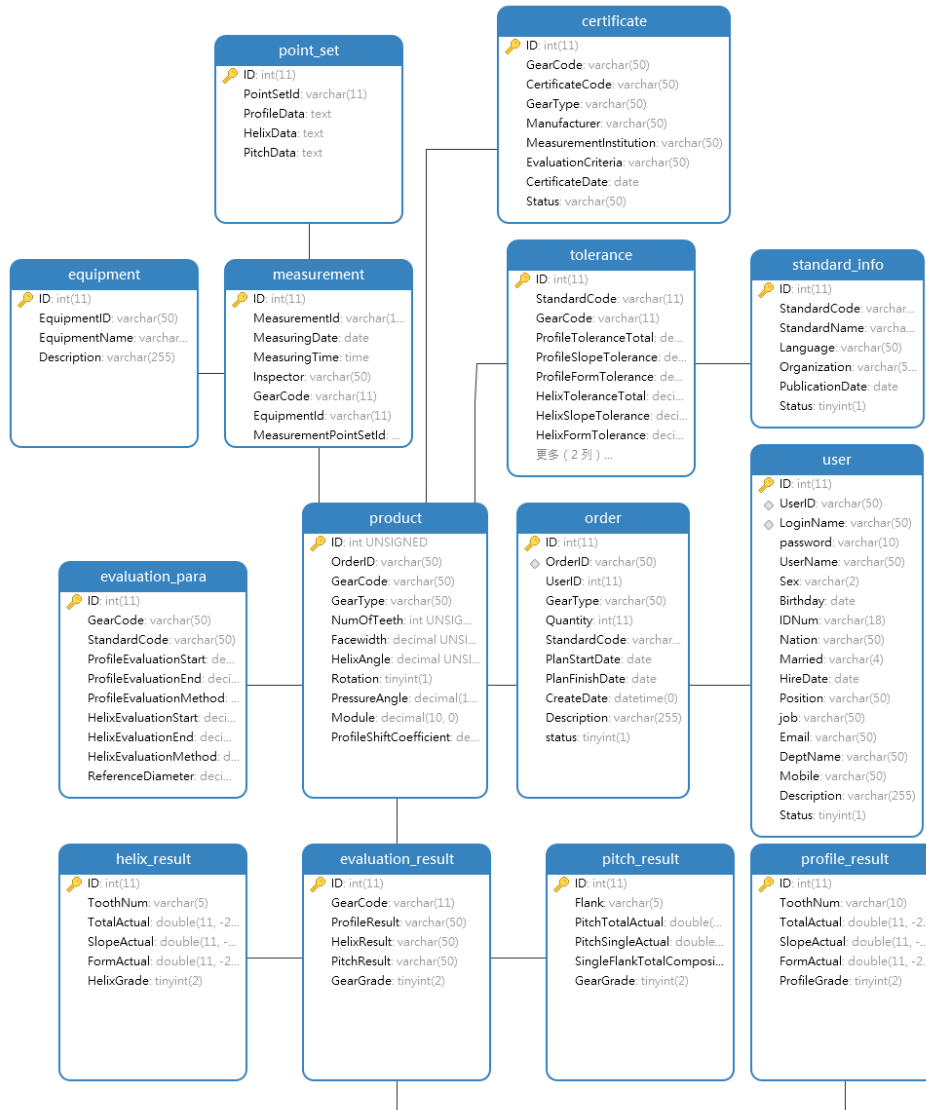 certificate
ID: int(11)
GearCode: varchar(50)
CertificateCode: varchar(50)
GearType: varchar(50)
Manufacturer: varchar(50)
MeasurementInstitution: varchar(50)
EvaluationCriteria: varchar(50)
CertificateDate: date
Status: varchar(50)
point_set
ID: int(11)
PointSetId: varchar(11)
ProfileData: text
HelixData: text
PitchData: text
equipment
ID: int(11)
EquipmentID: varchar(50)
EquipmentName: varchar...
Description: varchar(255)
measurement
ID: int(11)
MeasurementId: varchar(1...
MeasuringDate: date
MeasuringTime: time
Inspector: varchar(50)
GearCode: varchar(11)
EquipmentId: varchar(11)
MeasurementPointSetId: ...
tolerance
ID: int(11)
StandardCode: varchar(11)
GearCode: varchar(11)
ProfileToleranceTotal: de...
ProfileSlopeTolerance: de...
ProfileFormTolerance: de...
HelixToleranceTotal: deci...
HelixSlopeTolerance: deci...
HelixFormTolerance: deci...
更多（2 列）...
standard_info
ID: int(11)
StandardCode: varchar...
StandardName: varcha...
Language: varchar(50)
Organization: varchar(5...
PublicationDate: date
Status: tinyint(1)
user
ID: int(11)
UserID: varchar(50)
LoginName: varchar(50)
password: varchar(10)
UserName: varchar(50)
Sex: varchar(2)
Birthday: date
IDNum: varchar(18)
Nation: varchar(50)
Married: varchar(4)
HireDate: date
Position: varchar(50)
job: varchar(50)
Email: varchar(50)
DeptName: varchar(50)
Mobile: varchar(50)
Description: varchar(255)
Status: tinyint(1)
product
ID: int UNSIGNED
OrderID: varchar(50)
GearCode: varchar(50)
GearType: varchar(50)
NumOfTeeth: int UNSIG...
Facewidth: decimal UNSI...
HelixAngle: decimal UNSI...
Rotation: tinyint(1)
PressureAngle: decimal(1...
Module: decimal(10, 0)
ProfileShiftCoefficient: de...
order
ID: int(11)
OrderID: varchar(50)
UserID: int(11)
GearType: varchar(50)
Quantity: int(11)
StandardCode: varchar...
PlanStartDate: date
PlanFinishDate: date
CreateDate: datetime(0)
Description: varchar(255)
status: tinyint(1)
evaluation_para
ID: int(11)
GearCode: varchar(50)
StandardCode: varchar(50)
ProfileEvaluationStart: de...
ProfileEvaluationEnd: deci...
ProfileEvaluationMethod: ...
HelixEvaluationStart: deci...
HelixEvaluationEnd: deci...
HelixEvaluationMethod: d...
ReferenceDiameter: deci...
helix_result
ID: int(11)
ToothNum: varchar(5)
TotalActual: double(11, -2...
SlopeActual: double(11, -...
FormActual: double(11, -2...
HelixGrade: tinyint(2)
evaluation_result
ID: int(11)
GearCode: varchar(11)
ProfileResult: varchar(50)
HelixResult: varchar(50)
PitchResult: varchar(50)
GearGrade: tinyint(2)
pitch_result
ID: int(11)
Flank: varchar(5)
PitchTotalActual: double(...
PitchSingleActual: double...
SingleFlankTotalComposi...
GearGrade: tinyint(2)
profile_result
ID: int(11)
ToothNum: varchar(10)
TotalActual: double(11, -2...
SlopeActual: double(11, -...
FormActual: double(11, -2...
ProfileGrade: tinyint(2)